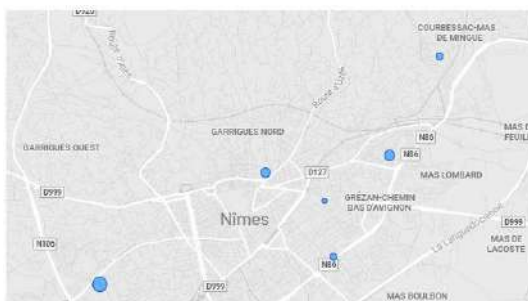 D926
COURBESSAC-MAS
DE MINGUE
Route d'Alès
Route d'Uzès
GARRIGUES NORD
N86
MAS D
FEUIL
GARRIGUES OUEST
N86
D127
MAS LOMBARD
D999
GREZAN-CHEMIN
BAS D'AVIGNON
Nîmes
La Languedocienne
D999
N106
MAS DE
LACOSTE
N86
D999
MAS BOULBON